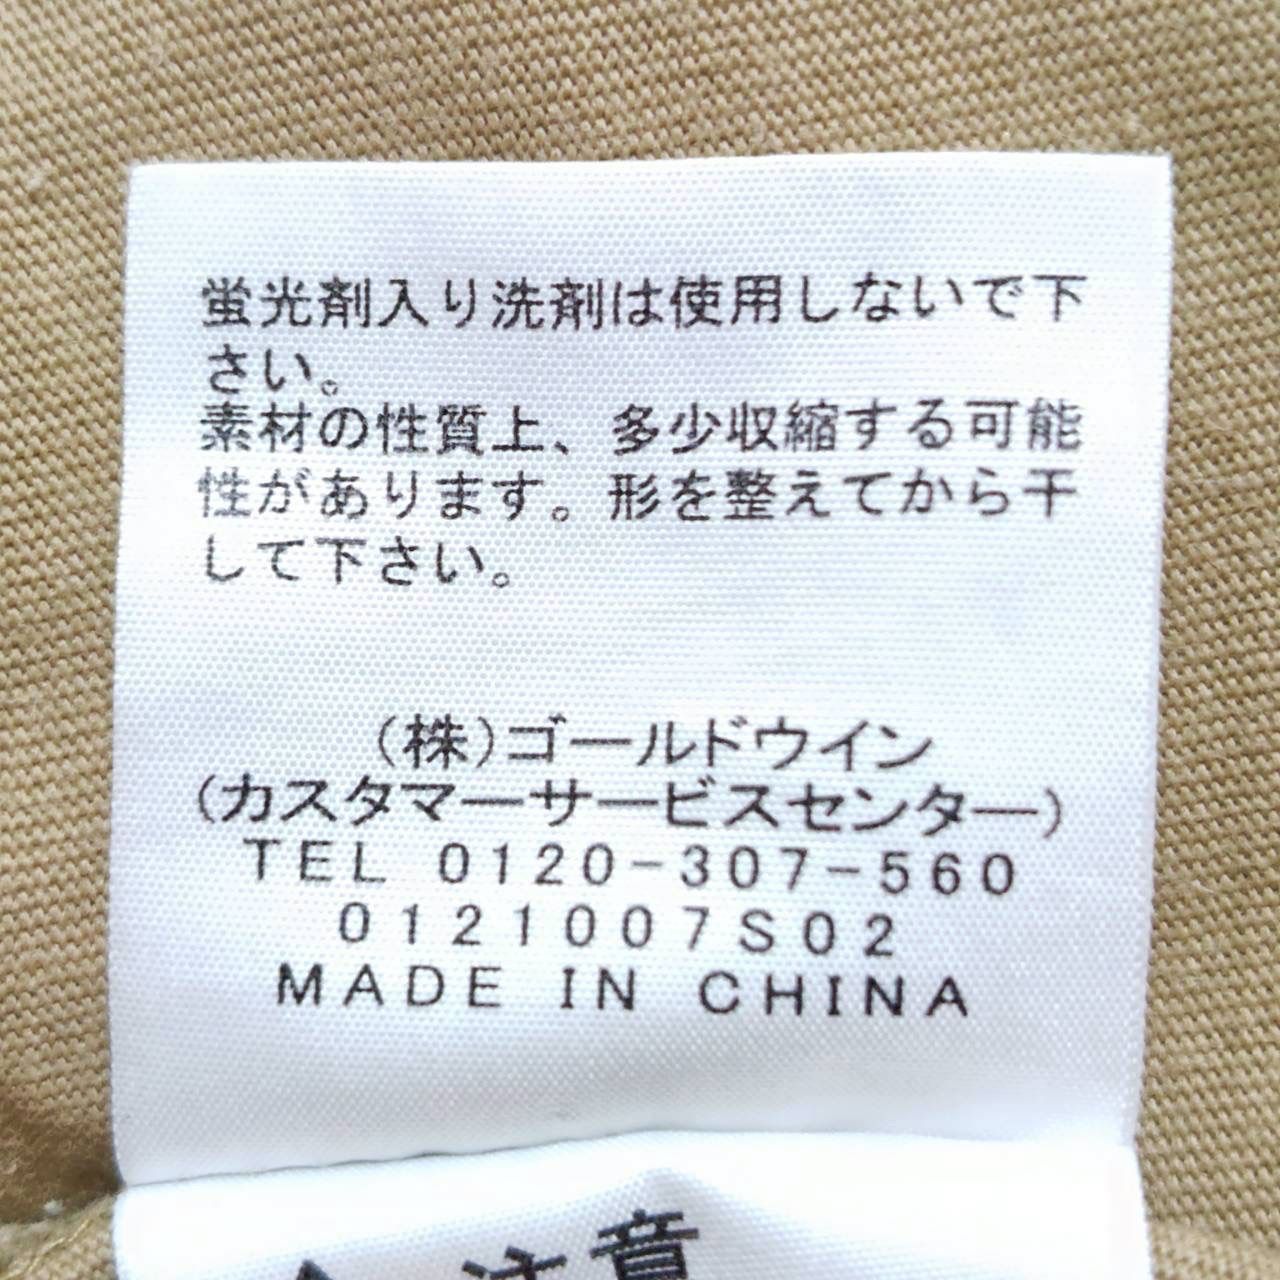 蛍光剤入り洗剤は使用しないで下
さい。
素材の性質上、多少収縮する可能
性があります。形を整えてから干
して下さい。
(株)ゴールドウイン
(カスタマーサービスセンター)
TEL 0120-307-560
0121007S02
MADE IN CHINA
注意